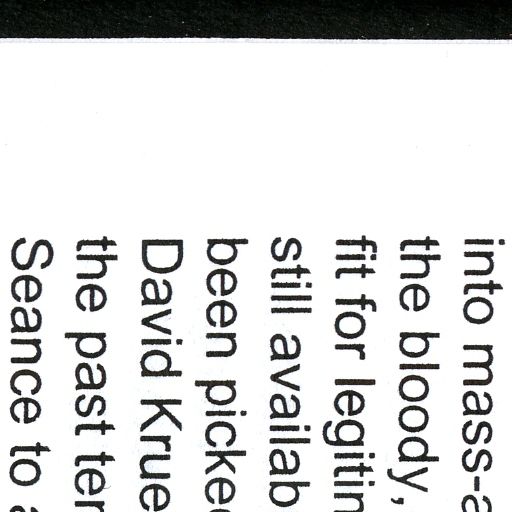 into mass-a
the bloody,
fit for legitin
still availab
been picked
David Krue
the past ter
Seance to a